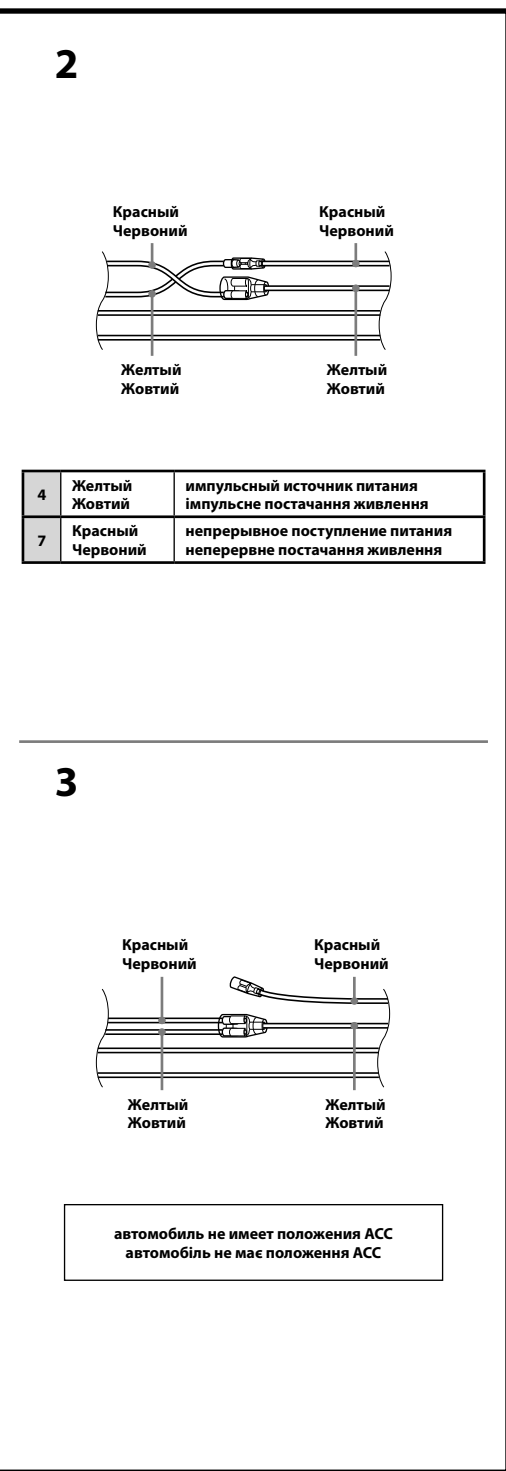 2
Красный
Червоний
Красный
Червоний
Желтый
Жовтий
Желтый
Жовтий
4
Желтый
Жовтий
импульсный источник питания
імпульсне постачання живлення
7
Красный
Червоний
непрерывное поступление питания
неперервне постачання живлення
3
Красный
Червоний
Красный
Червоний
Желтый
Жовтий
Желтый
Жовтий
автомобиль не имеет положения ACC
автомобіль не має положення ACC